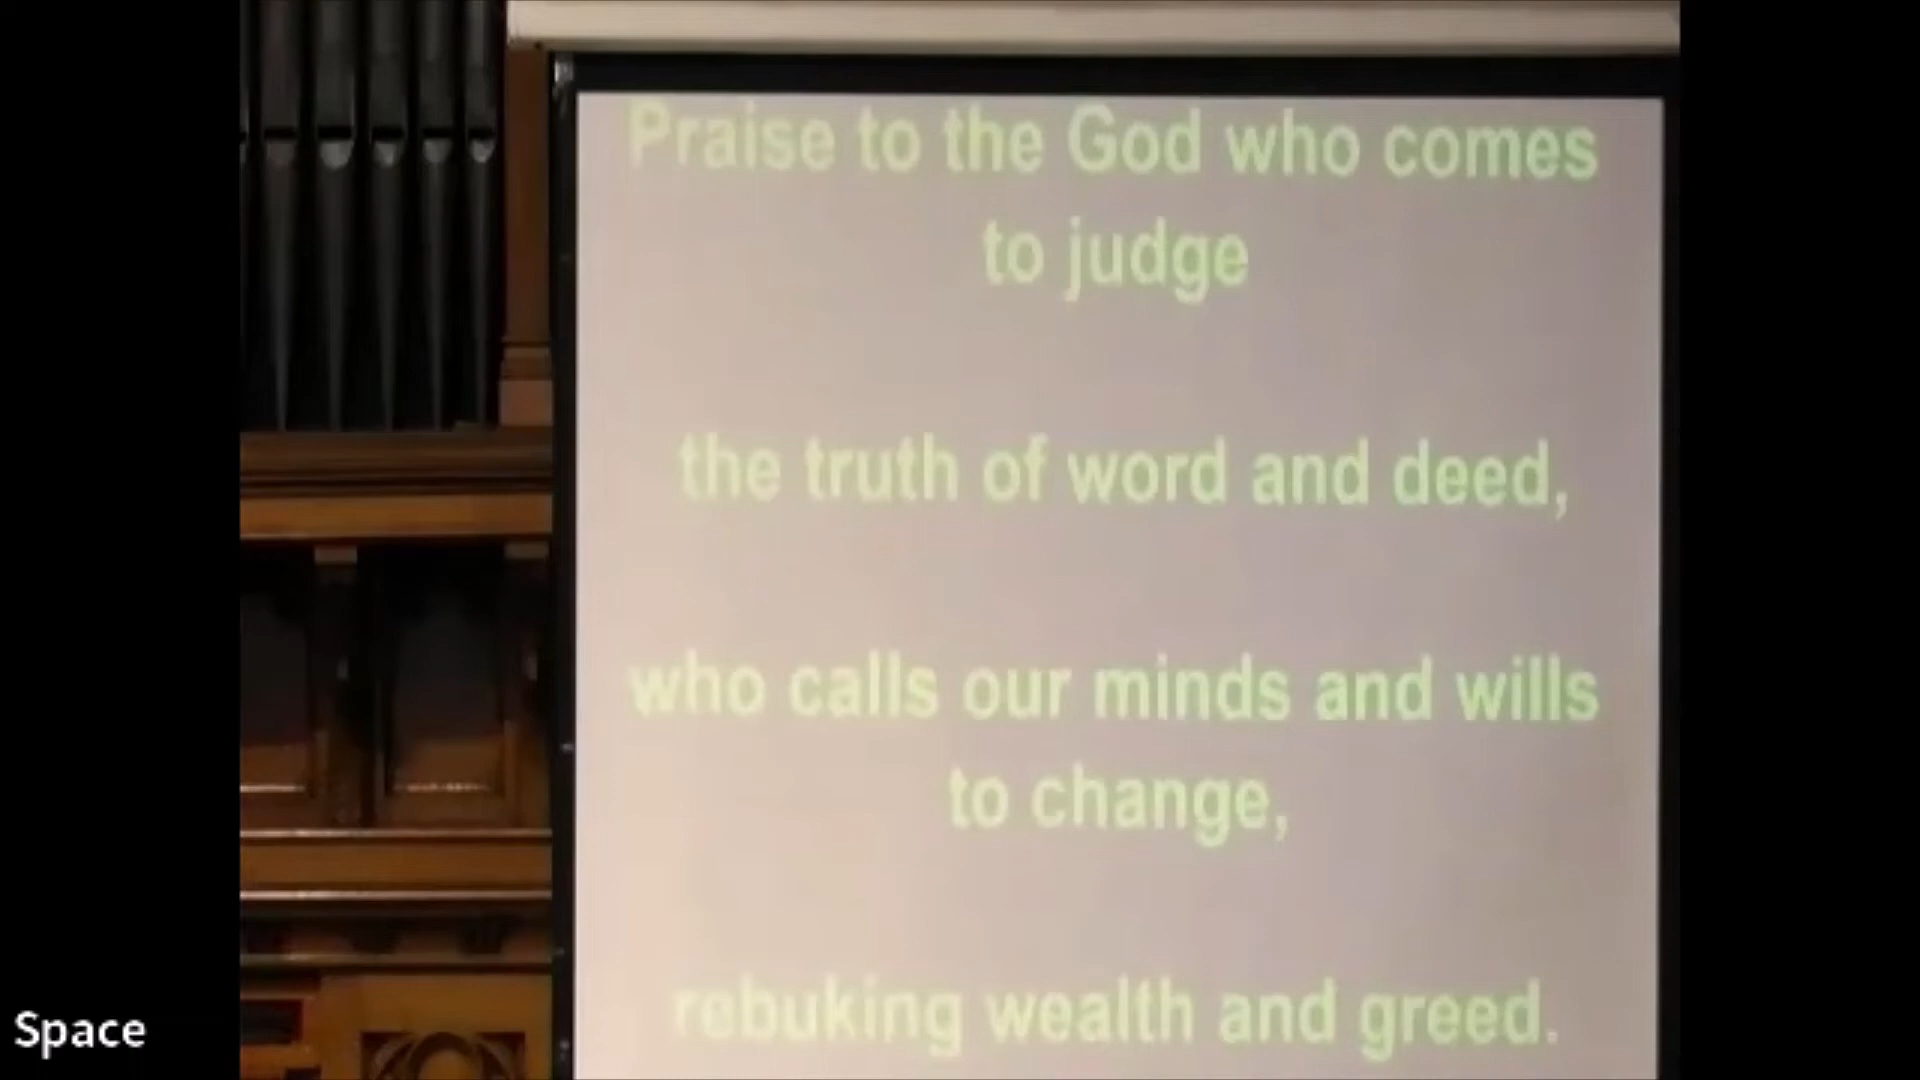 Praise to the God who comes
to judge
the truth of word and deed,
who calls our minds and wills
to change,
rebuking wealth and greed.
Space